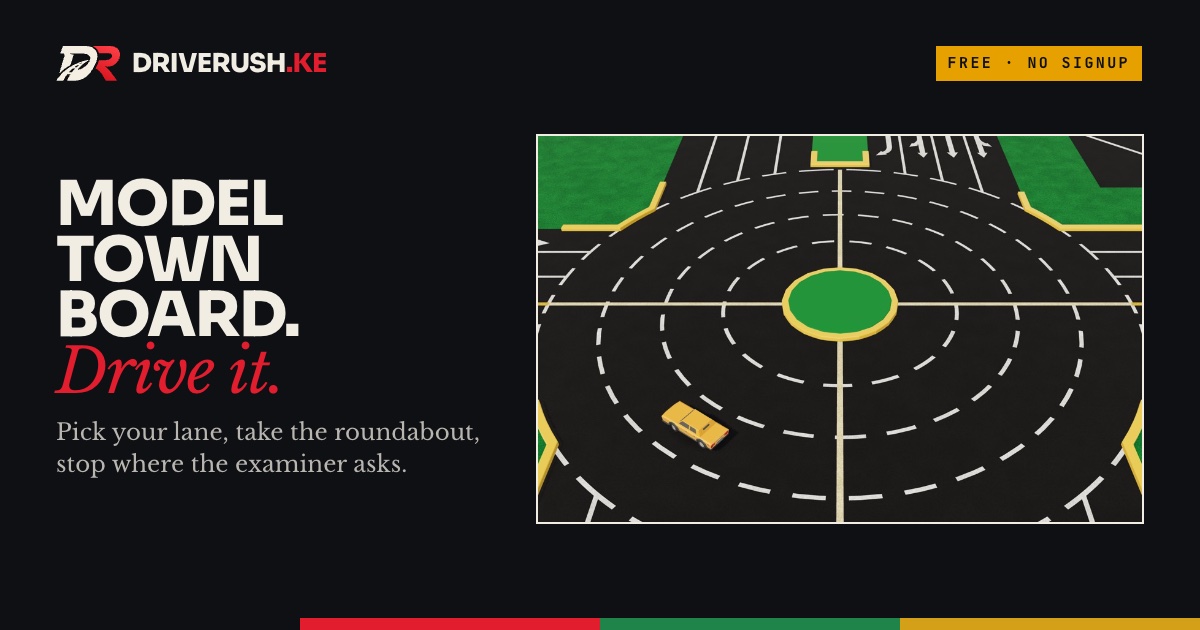 DR DRIVERUSH.KE
FREE · NO SIGNUP
MODEL
TOWN
BOARD.
Drive it.
Pick your lane, take the roundabout,
stop where the examiner asks.